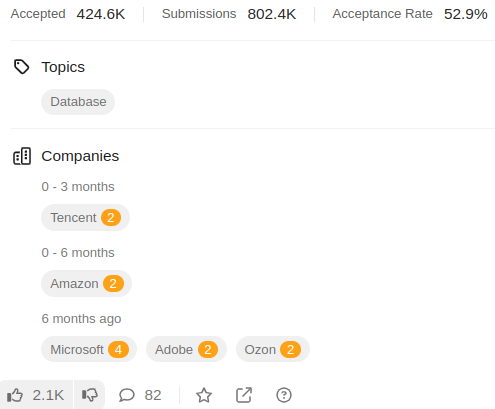 Accepted 424.6K Submissions 802.4K Acceptance Rate 52.9%
Topics
Database
Companies
0 - 3 months
Tencent 2
0 - 6 months
Amazon 2
6 months ago
Microsoft 4 Adobe 2 Ozon 2
2.1K 82